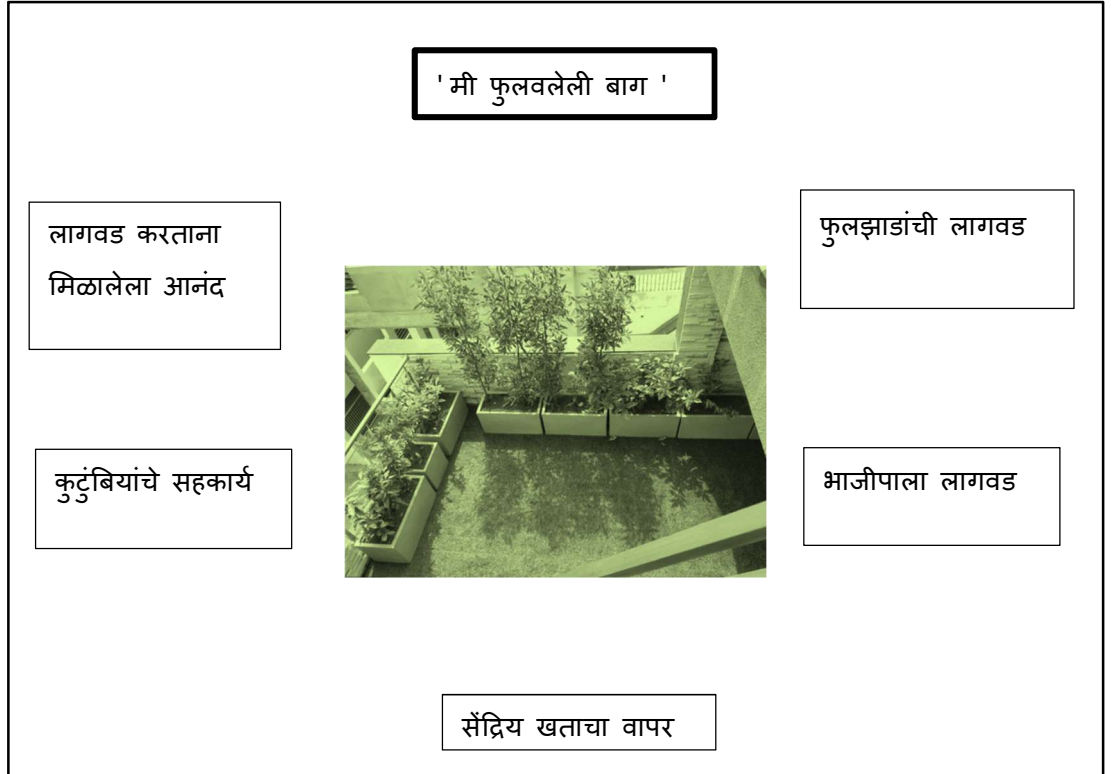 ' मी फुलवलेली बाग '
लागवड करताना
मिळालेला आनंद
फुलझाडांची लागवड
कुटुंबियांचे सहकार्य
भाजीपाला लागवड
सेंद्रिय खताचा वापर